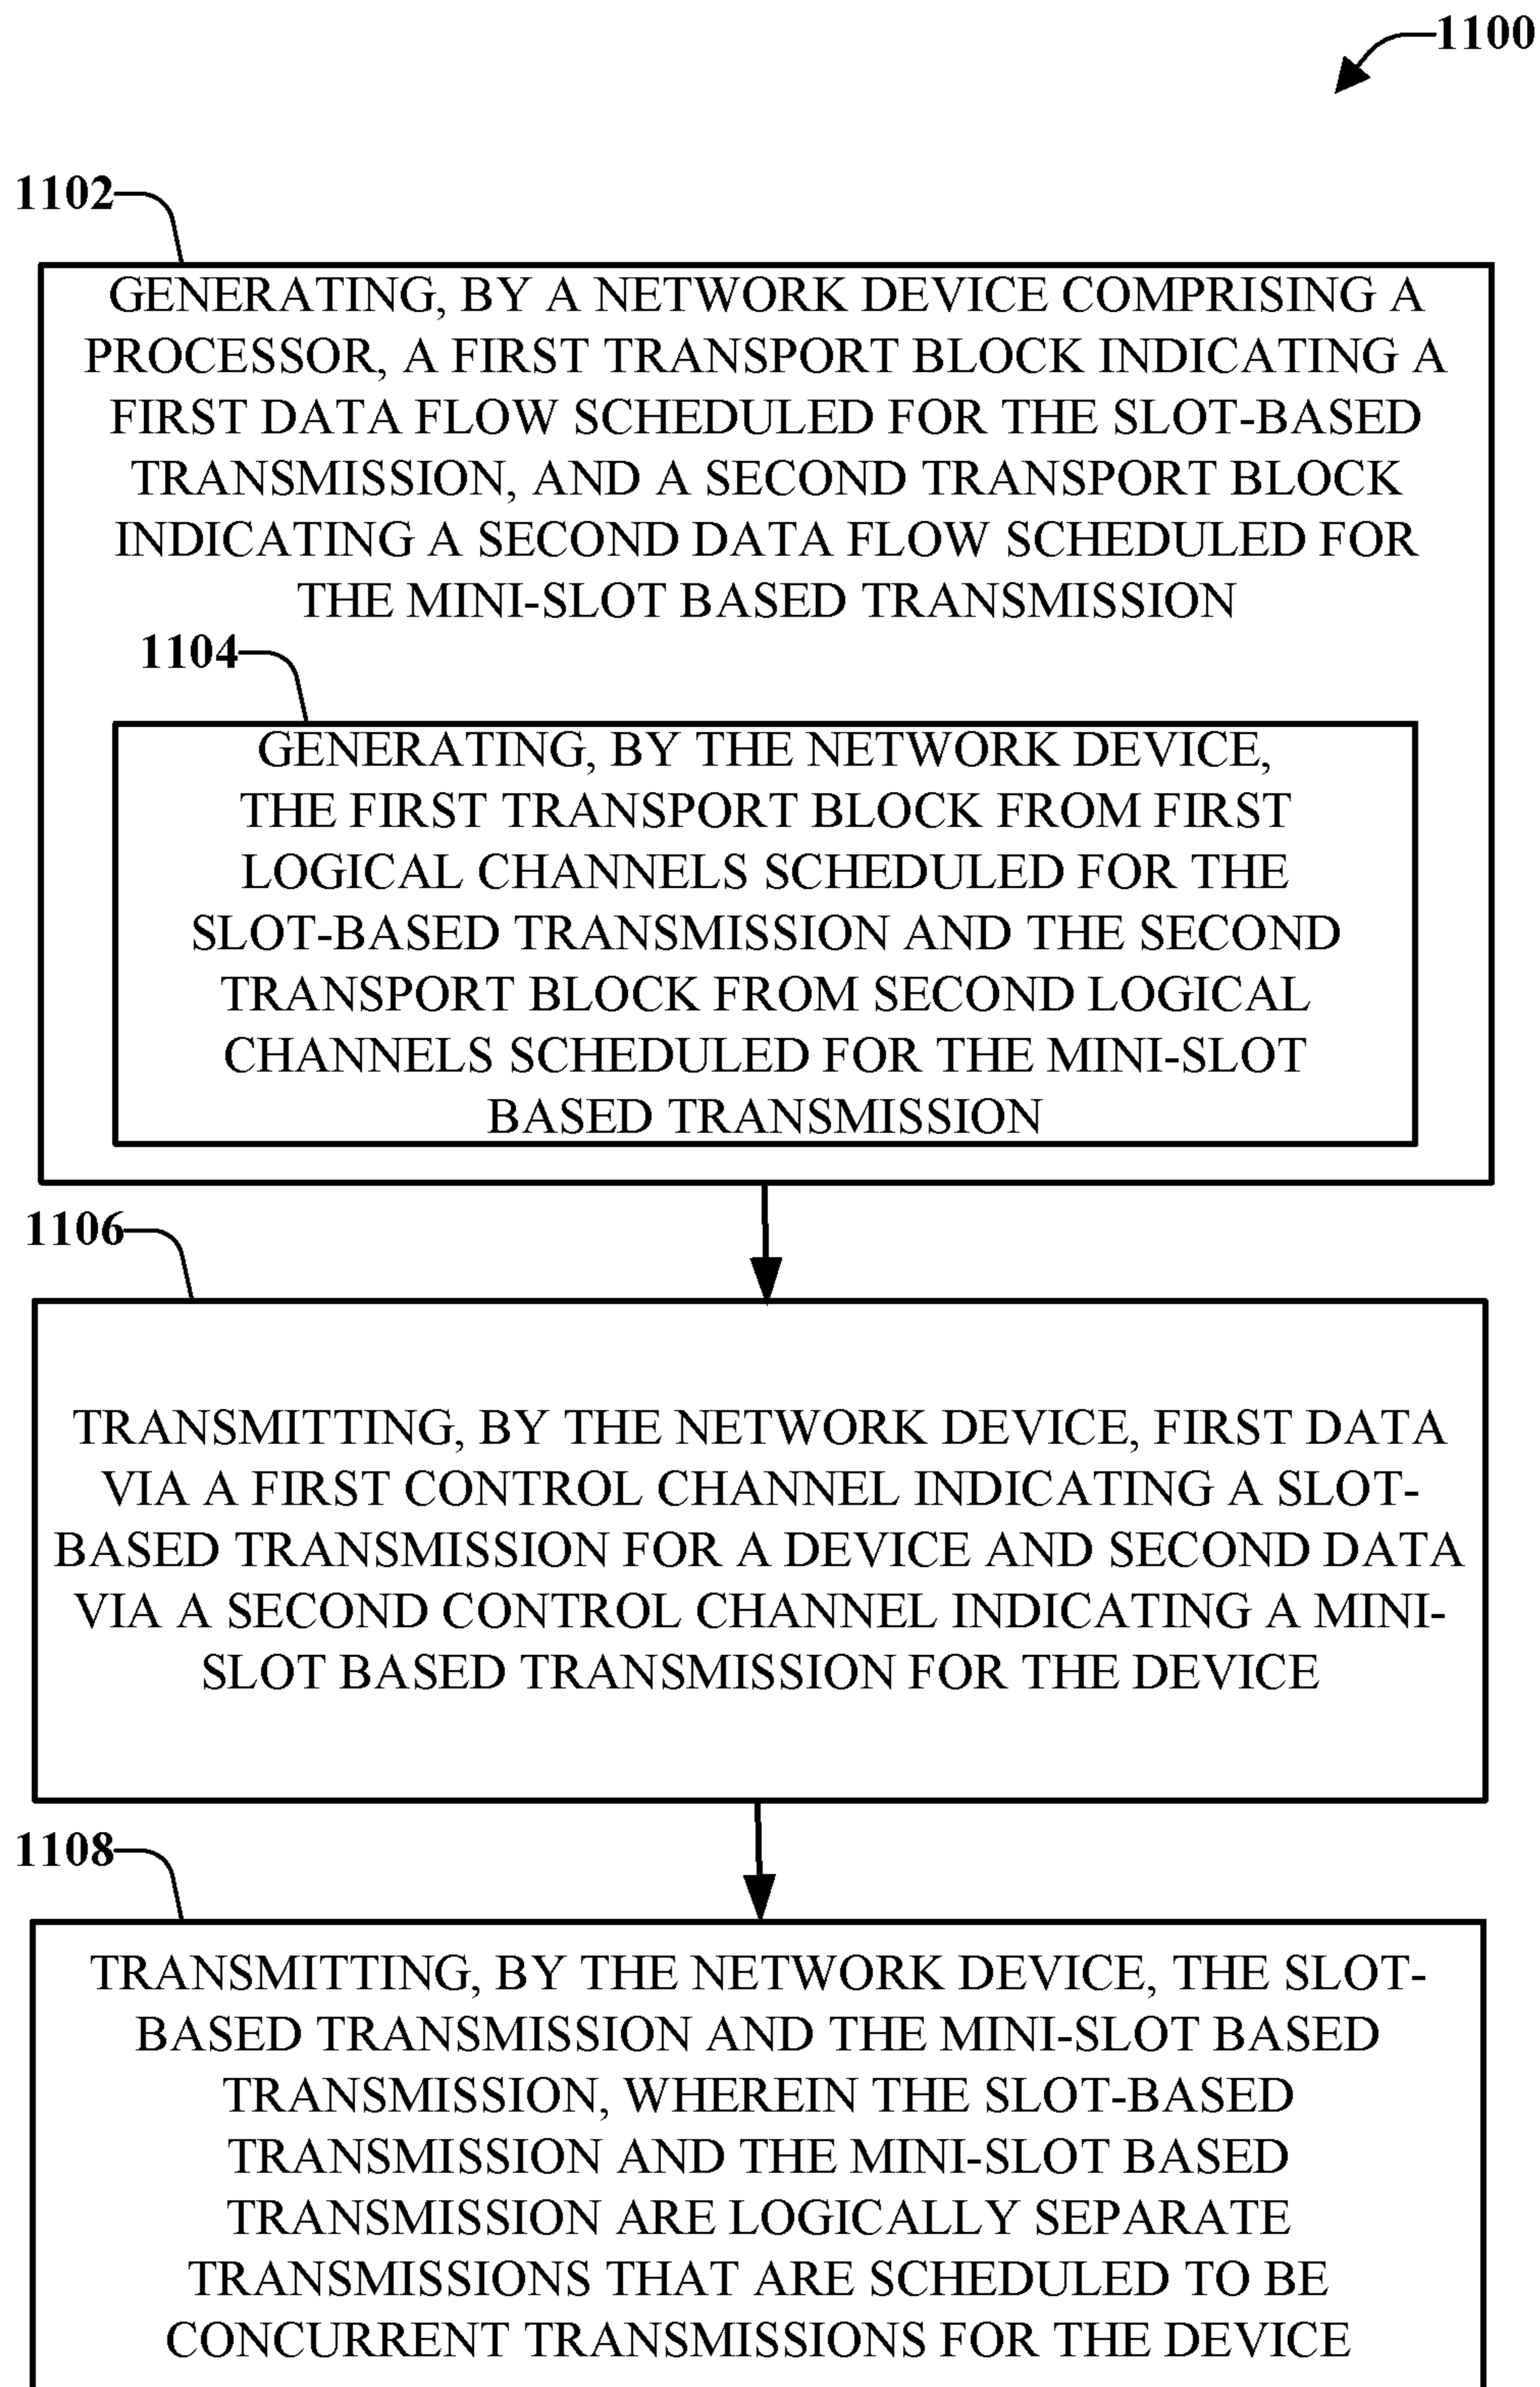 1100
1102
GENERATING, BY A NETWORK DEVICE COMPRISING A
PROCESSOR, A FIRST TRANSPORT BLOCK INDICATING A
FIRST DATA FLOW SCHEDULED FOR THE SLOT-BASED
TRANSMISSION, AND A SECOND TRANSPORT BLOCK
INDICATING A SECOND DATA FLOW SCHEDULED FOR
THE MINI-SLOT BASED TRANSMISSION
1104
GENERATING, BY THE NETWORK DEVICE,
THE FIRST TRANSPORT BLOCK FROM FIRST
LOGICAL CHANNELS SCHEDULED FOR THE
SLOT-BASED TRANSMISSION AND THE SECOND
TRANSPORT BLOCK FROM SECOND LOGICAL
CHANNELS SCHEDULED FOR THE MINI-SLOT
BASED TRANSMISSION
1106
TRANSMITTING, BY THE NETWORK DEVICE, FIRST DATA
VIA A FIRST CONTROL CHANNEL INDICATING A SLOT-
BASED TRANSMISSION FOR A DEVICE AND SECOND DATA
VIA A SECOND CONTROL CHANNEL INDICATING A MINI-
SLOT BASED TRANSMISSION FOR THE DEVICE
1108
TRANSMITTING, BY THE NETWORK DEVICE, THE SLOT-
BASED TRANSMISSION AND THE MINI-SLOT BASED
TRANSMISSION, WHEREIN THE SLOT-BASED
TRANSMISSION AND THE MINI-SLOT BASED
TRANSMISSION ARE LOGICALLY SEPARATE
TRANSMISSIONS THAT ARE SCHEDULED TO BE
CONCURRENT TRANSMISSIONS FOR THE DEVICE